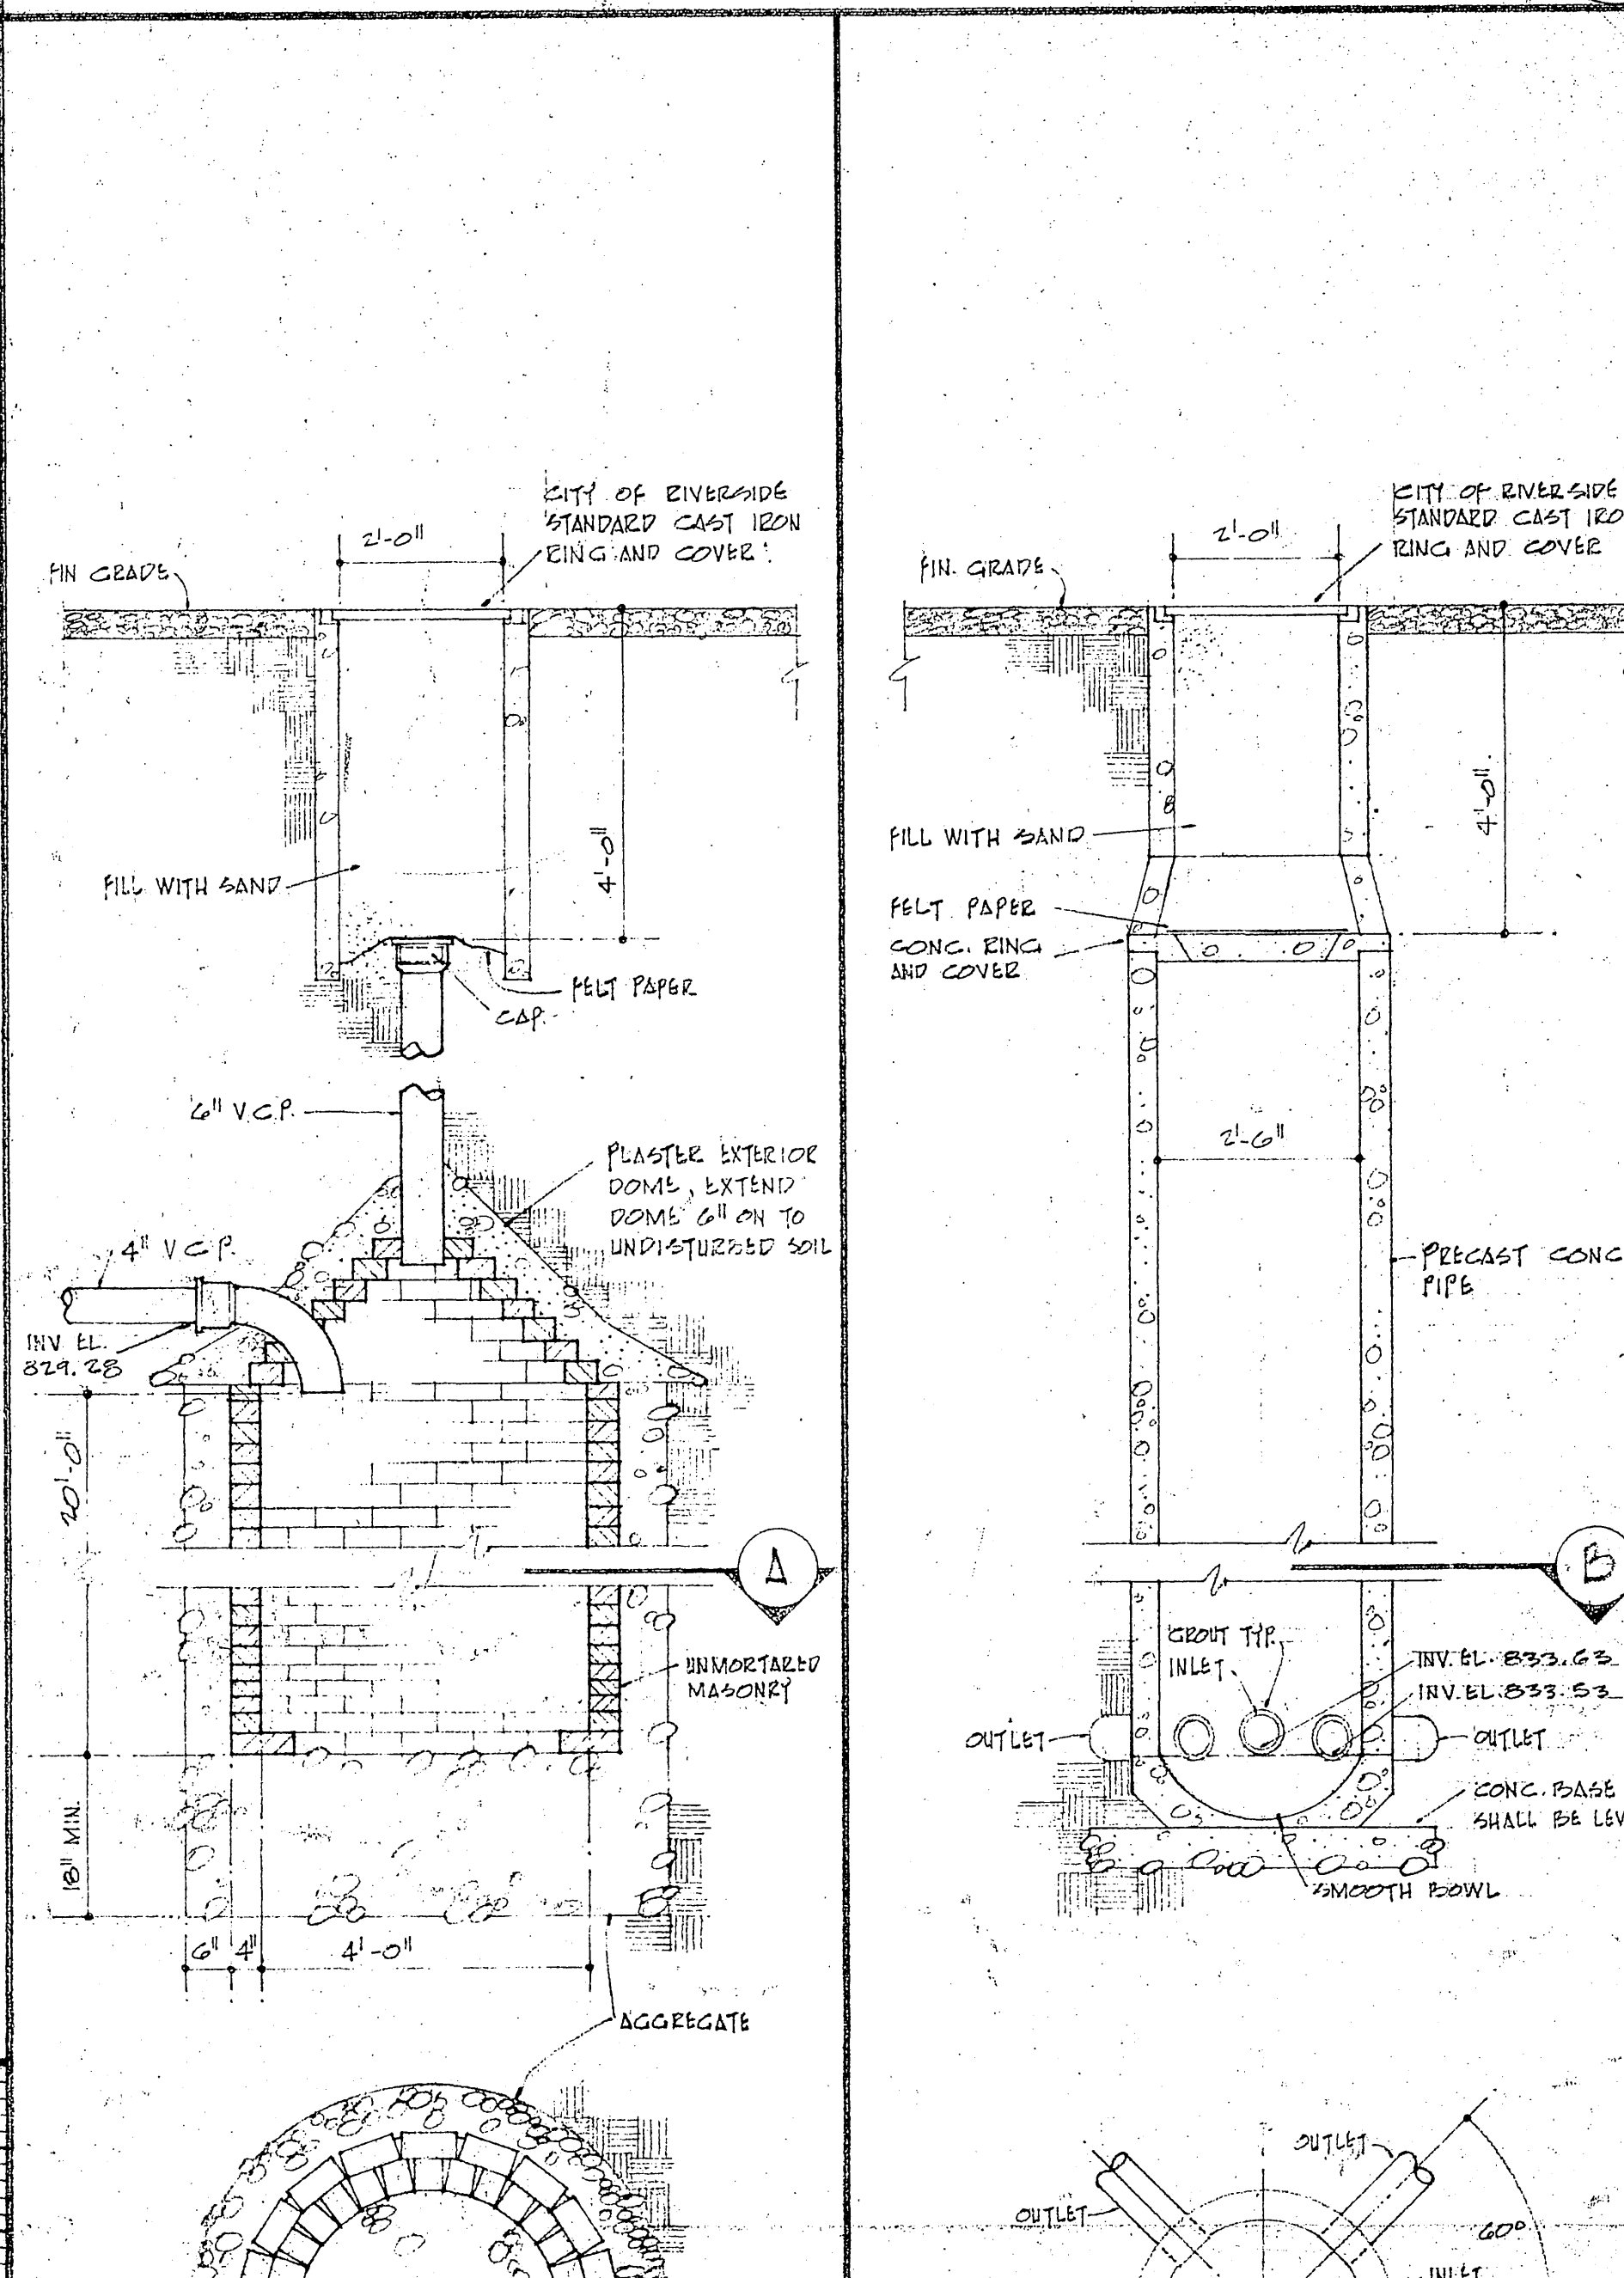 CITY OF RIVERSIDE
STANDARD CAST IRON
RING AND COVER
2'-0"
FIN GRADE
FILL WITH SAND
4'-0"
FELT PAPER
CAP.
6" V.C.P.
PLASTER EXTERIOR
DOME, EXTEND
DOME 6" ON TO
UNDISTURBED SOIL
4" V.C.P.
INV. EL.
829.28
20'-0"
A
UNMORTARED
MASONRY
18" MIN.
6" 4" 4'-0"
AGGREGATE
CITY OF RIVERSIDE
STANDARD CAST IRO
RING AND COVER
2'-0"
FIN. GRADE
4'-0"
FILL WITH SAND
FELT PAPER
CONC. RING
AND COVER
2'-6"
PRECAST CONC
PIPE
B
GROUT TYP.
INLET
INV. EL. 833.63
INV. EL. 833.53
OUTLET
OUTLET
CONC. BASE
SHALL BE LEV
SMOOTH BOWL
OUTLET
OUTLET
60°
INLET